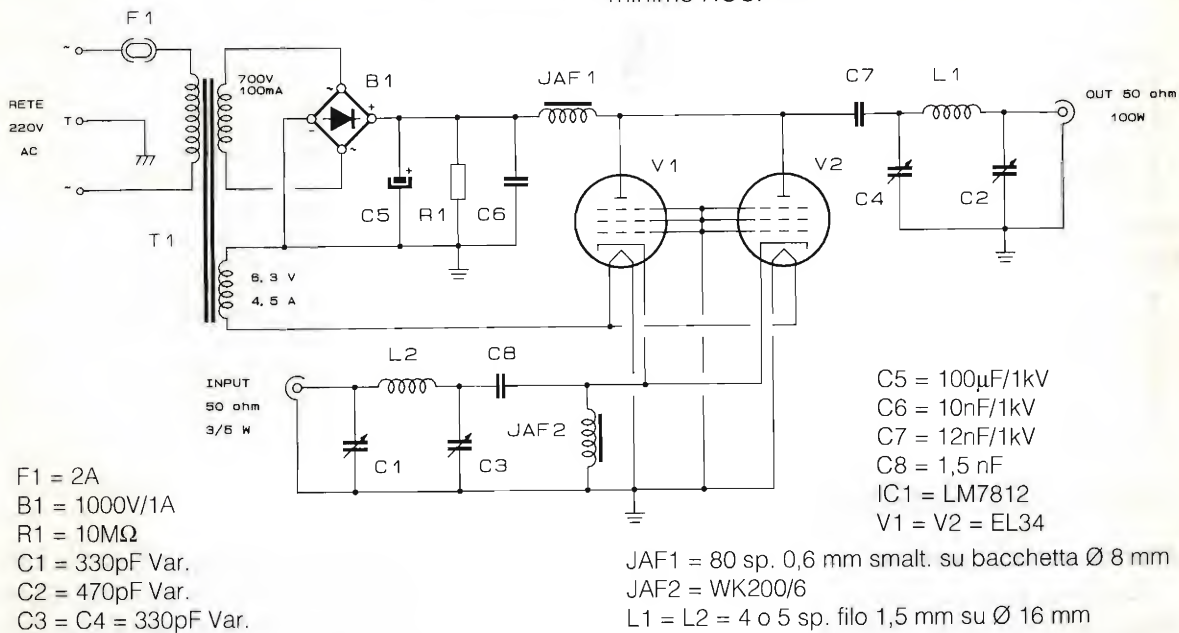 F1
B1
JAF1
C7
L1
700V
100mA
OUT 50 ohm
100W
RETE
220V
AC
~
T
~
~
~
+
-
+
V1
V2
C4
C2
C5
R1
C6
T1
6,3 V
4,5 A
L2
C8
INPUT
50 ohm
3/5 W
JAF2
C1
C3
C5 = 100µF/1kV
C6 = 10nF/1kV
C7 = 12nF/1kV
C8 = 1,5 nF
IC1 = LM7812
V1 = V2 = EL34
F1 = 2A
B1 = 1000V/1A
R1 = 10MΩ
C1 = 330pF Var.
C2 = 470pF Var.
C3 = C4 = 330pF Var.
JAF1 = 80 sp. 0,6 mm smalt. su bacchetta Ø 8 mm
JAF2 = WK200/6
L1 = L2 = 4 o 5 sp. filo 1,5 mm su Ø 16 mm